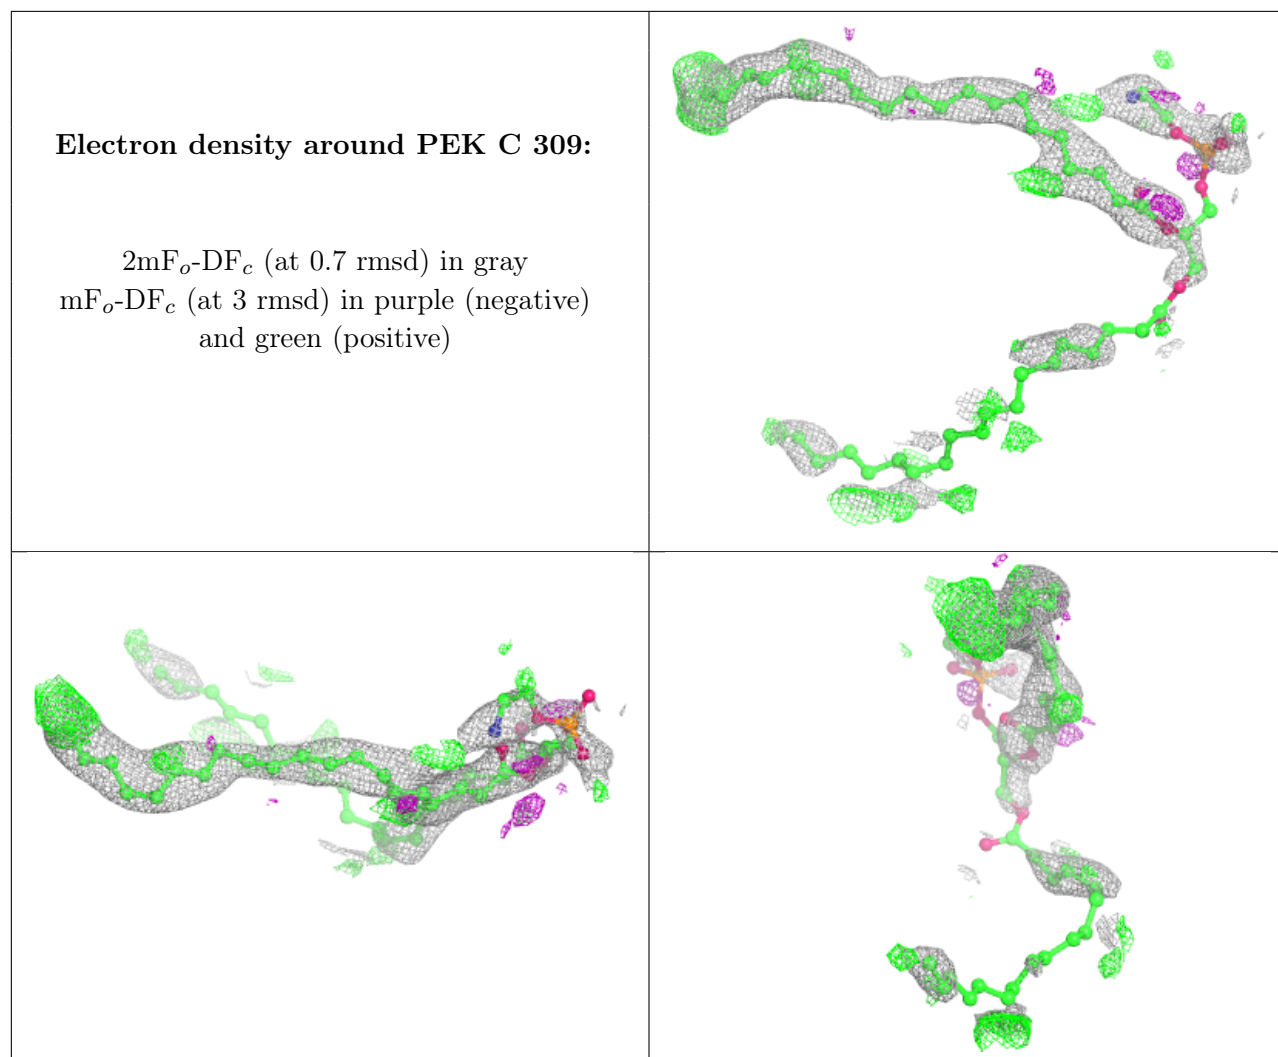 Electron density around PEK C 309:
2mFo-DFc (at 0.7 rmsd) in gray
mFo-DFc (at 3 rmsd) in purple (negative)
and green (positive)